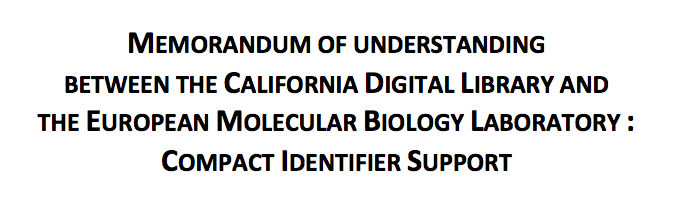 MEMORANDUM OF UNDERSTANDING
BETWEEN THE CALIFORNIA DIGITAL LIBRARY AND
THE EUROPEAN MOLECULAR BIOLOGY LABORATORY :
COMPACT IDENTIFIER SUPPORT